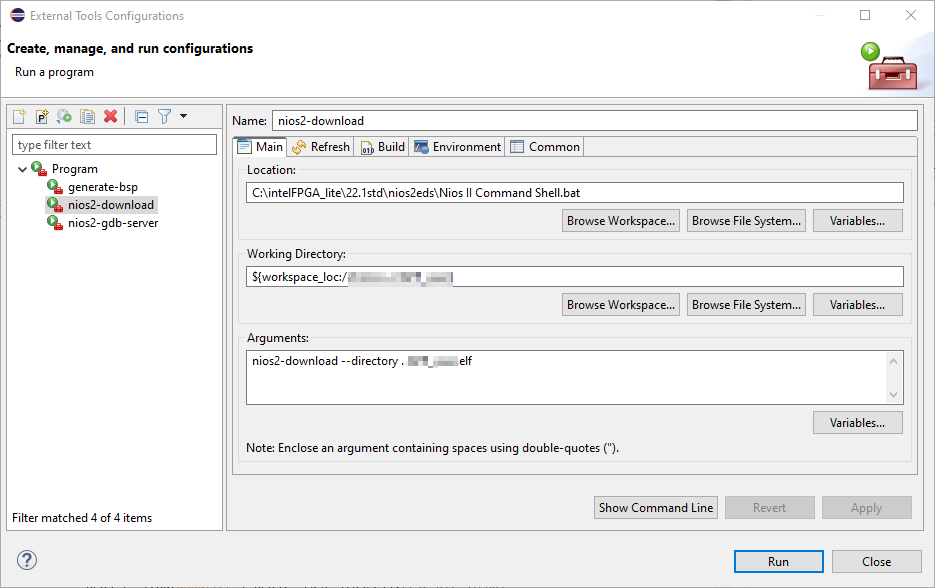 External Tools Configurations
Create, manage, and run configurations
Run a program
type filter text
Program
generate-bsp
nios2-download
nios2-gdb-server
Filter matched 4 of 4 items
Name: nios2-download
Main Refresh Build Environment Common
Location:
C:\intelFPGA_lite\22.1std\nios2eds\Nios II Command Shell.bat
Browse Workspace... Browse File System... Variables...
Working Directory:
${workspace_loc:/
Browse Workspace... Browse File System... Variables...
Arguments:
nios2-download --directory . elf
Variables...
Note: Enclose an argument containing spaces using double-quotes (").
Show Command Line Revert Apply
Run Close